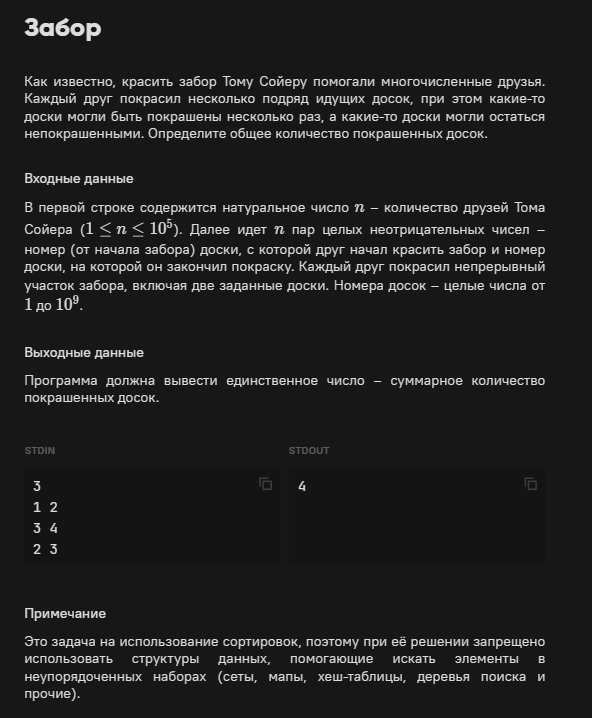 Забор
Как известно, красить забор Тому Сойеру помогали многочисленные друзья.
Каждый друг покрасил несколько подряд идущих досок, при этом какие-то
доски могли быть покрашены несколько раз, а какие-то доски могли остаться
непокрашенными. Определите общее количество покрашенных досок.
Входные данные
В первой строке содержится натуральное число n – количество друзей Тома
Сойера (1 ≤ n ≤ 10⁵). Далее идет n пар целых неотрицательных чисел –
номер (от начала забора) доски, с которой друг начал красить забор и номер
доски, на которой он закончил покраску. Каждый друг покрасил непрерывный
участок забора, включая две заданные доски. Номера досок – целые числа от
1 до 10⁹.
Выходные данные
Программа должна вывести единственное число – суммарное количество
покрашенных досок.
STDIN STDOUT
3 4
1 2
3 4
2 3
Примечание
Это задача на использование сортировок, поэтому при её решении запрещено
использовать структуры данных, помогающие искать элементы в
неупорядоченных наборах (сеты, мапы, хеш-таблицы, деревья поиска и
прочие).